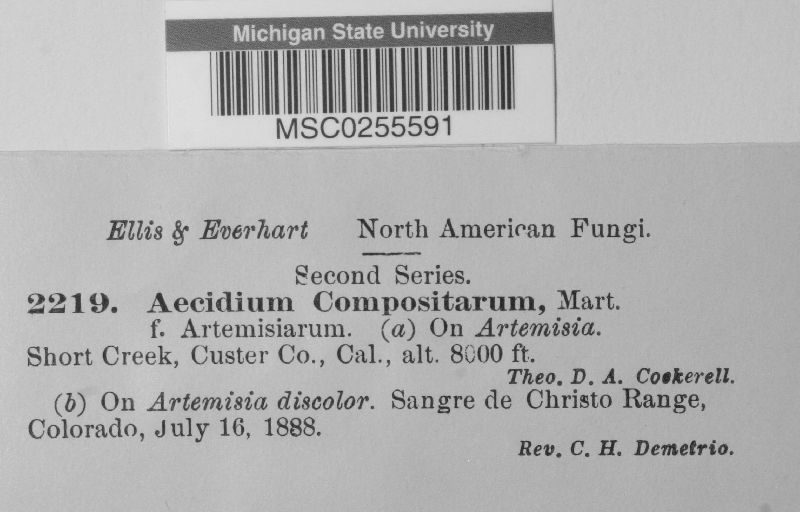 Michigan State University
MSC0255591
Ellis & Everhart North American Fungi.
Second Series.
2219. Aecidium Compositarum, Mart.
f. Artemisiarum. (a) On Artemisia.
Short Creek, Custer Co., Cal., alt. 8000 ft.
Theo. D. A. Cockerell.
(b) On Artemisia discolor. Sangre de Christo Range,
Colorado, July 16, 1888.
Rev. C. H. Demetrio.